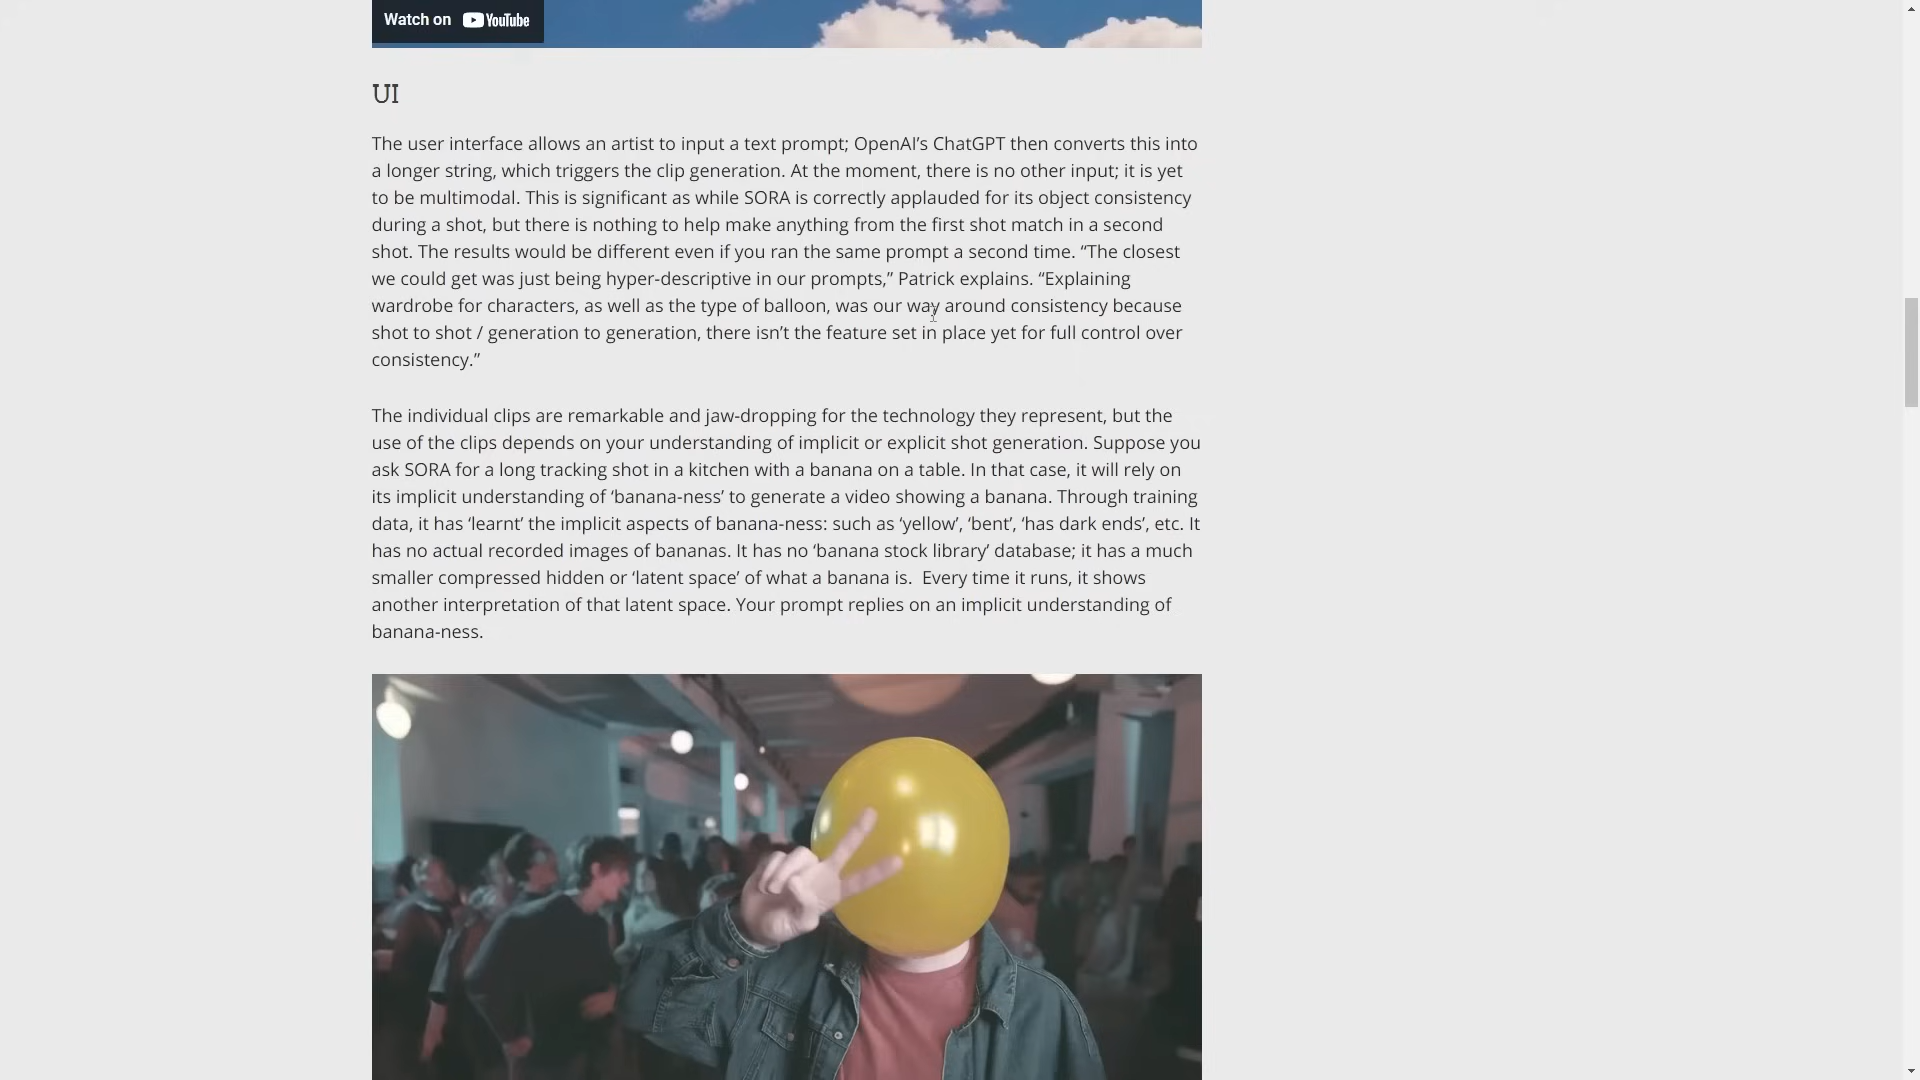 Watch on YouTube
UI
The user interface allows an artist to input a text prompt; OpenAI’s ChatGPT then converts this into
a longer string, which triggers the clip generation. At the moment, there is no other input; it is yet
to be multimodal. This is significant as while SORA is correctly applauded for its object consistency
during a shot, but there is nothing to help make anything from the first shot match in a second
shot. The results would be different even if you ran the same prompt a second time. “The closest
we could get was just being hyper-descriptive in our prompts,” Patrick explains. “Explaining
wardrobe for characters, as well as the type of balloon, was our way around consistency because
shot to shot / generation to generation, there isn’t the feature set in place yet for full control over
consistency.”
The individual clips are remarkable and jaw-dropping for the technology they represent, but the
use of the clips depends on your understanding of implicit or explicit shot generation. Suppose you
ask SORA for a long tracking shot in a kitchen with a banana on a table. In that case, it will rely on
its implicit understanding of ‘banana-ness’ to generate a video showing a banana. Through training
data, it has ‘learnt’ the implicit aspects of banana-ness: such as ‘yellow’, ‘bent’, ‘has dark ends’, etc. It
has no actual recorded images of bananas. It has no ‘banana stock library’ database; it has a much
smaller compressed hidden or ‘latent space’ of what a banana is.  Every time it runs, it shows
another interpretation of that latent space. Your prompt replies on an implicit understanding of
banana-ness.